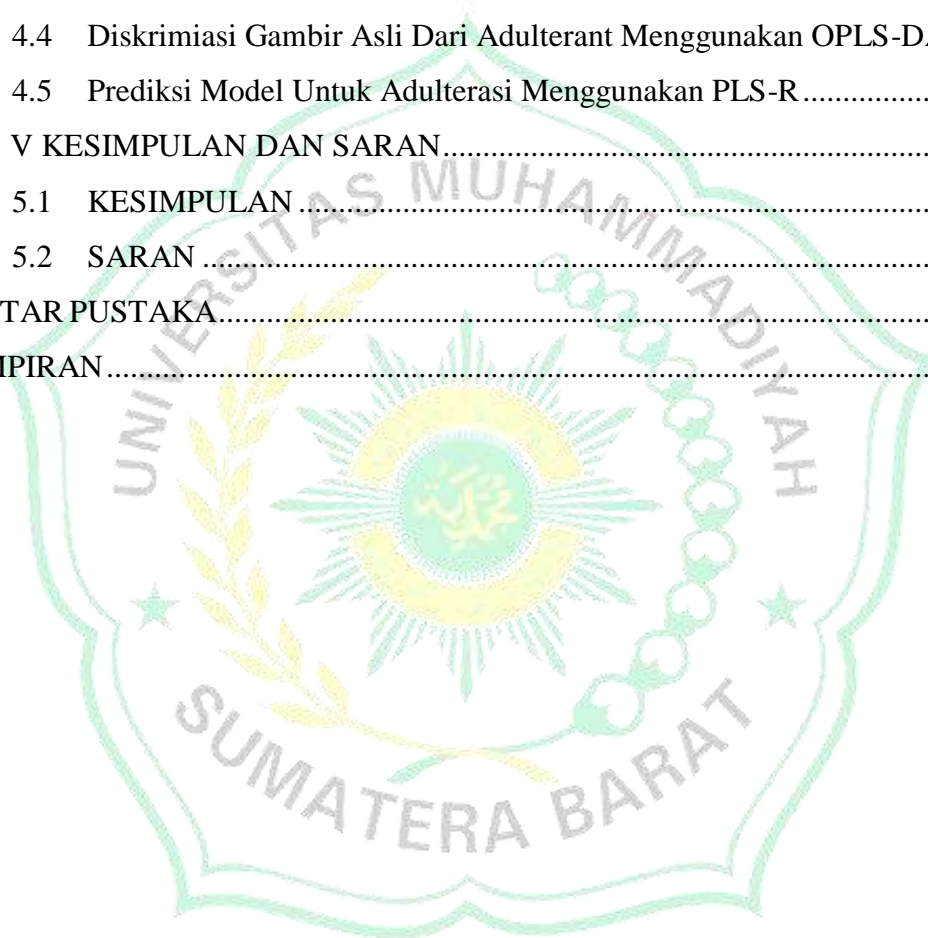 4.4 Diskrimiasi Gambir Asli Dari Adulterant Menggunakan OPLS-DA
4.5 Prediksi Model Untuk Adulterasi Menggunakan PLS-R...............
V KESIMPULAN DAN SARAN...............
5.1 KESIMPULAN...............
5.2 SARAN...............
TAR PUSTAKA...............
MPIRAN...............
UNIVERSITAS MUHAMMADIYAH
SUMATERA BARAT